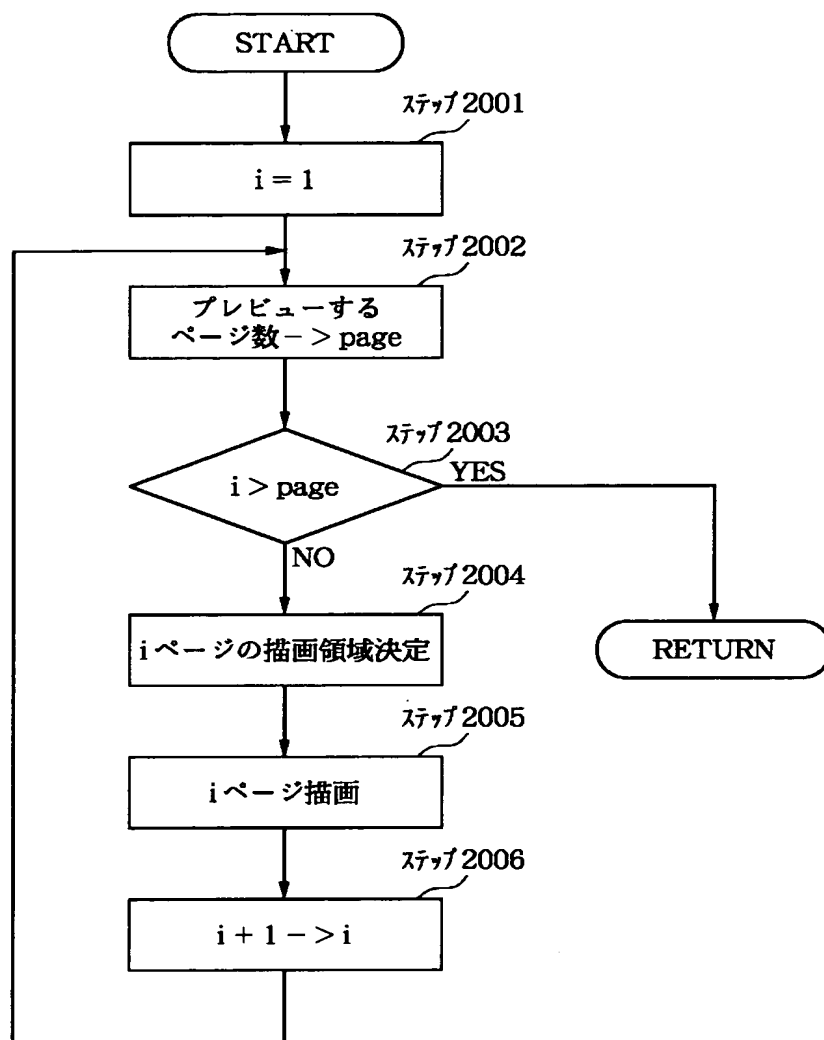 START
ステップ2001
i = 1
ステップ2002
プレビューする
ページ数－> page
ステップ2003
i > page
YES
NO
ステップ2004
iページの描画領域決定
RETURN
ステップ2005
iページ描画
ステップ2006
i + 1 －> i